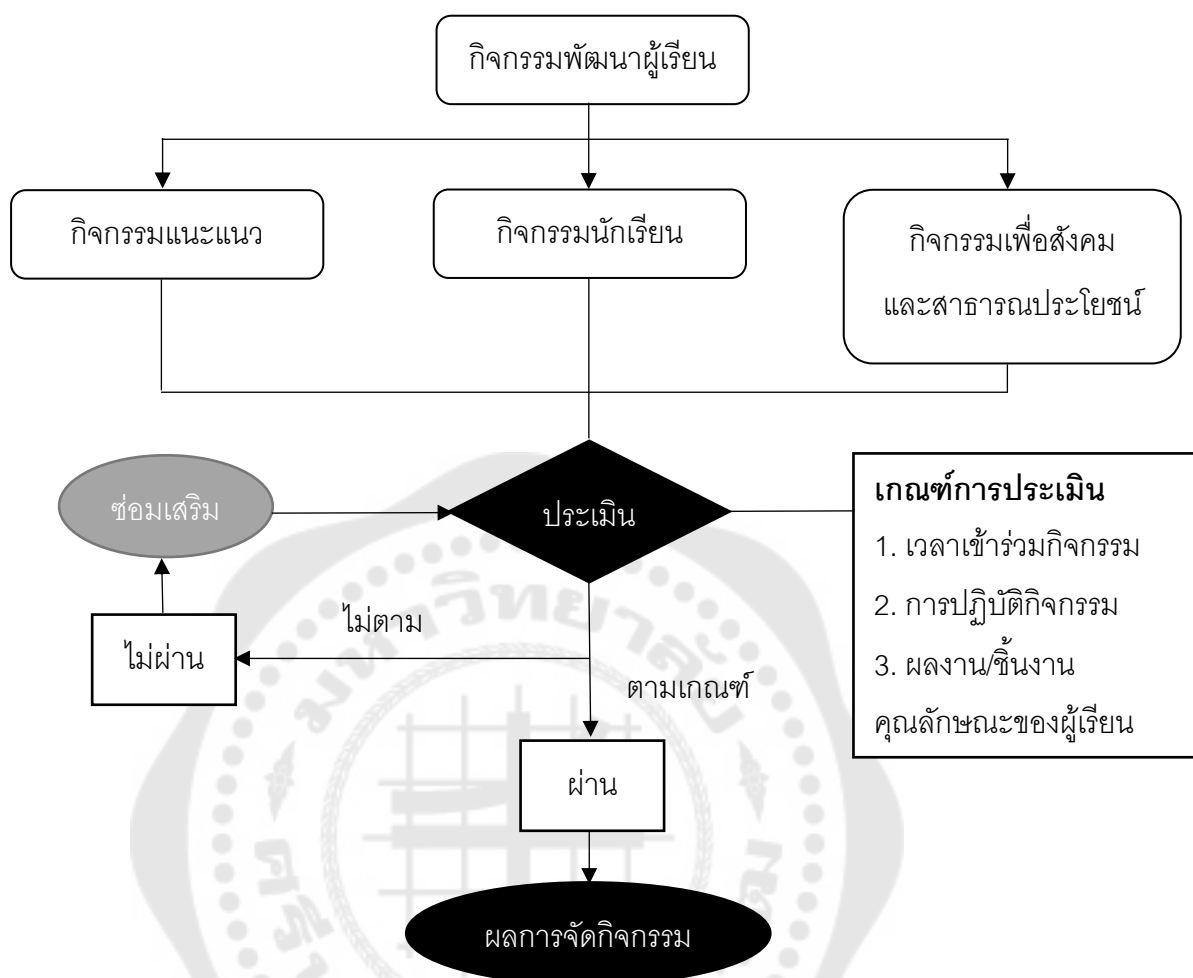 กิจกรรมพัฒนาผู้เรียน
กิจกรรมแนะแนว
กิจกรรมนักเรียน
กิจกรรมเพื่อสังคม
และสาธารณประโยชน์
ซ่อมเสริม
ประเมิน
เกณฑ์การประเมิน
1. เวลาเข้าร่วมกิจกรรม
2. การปฏิบัติกิจกรรม
3. ผลงาน/ชิ้นงาน
คุณลักษณะของผู้เรียน
ไม่ตาม
ไม่ผ่าน
ตามเกณฑ์
ผ่าน
ผลการจัดกิจกรรม
มหาวิทยาลัย